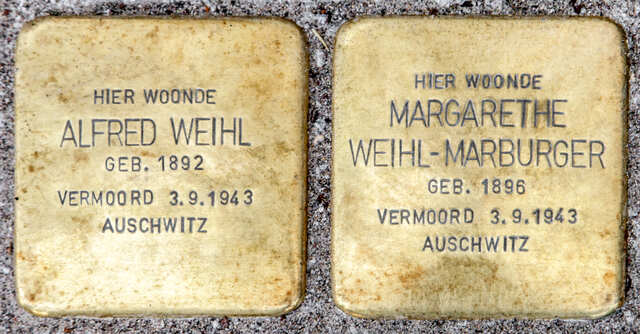 HIER WOONDE
ALFRED WEIHL
GEB. 1892
VERMOORD 3.9.1943
AUSCHWITZ
HIER WOONDE
MARGARETHE
WEIHL-MARBURGER
GEB. 1896
VERMOORD 3.9.1943
AUSCHWITZ